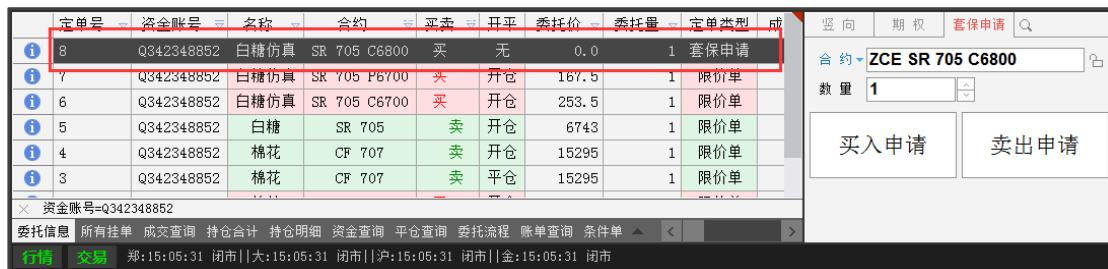 定单号 资金账号 名称 合约 买卖 开平 委托价 委托量 定单类型 成
8 Q342348852 白糖仿真 SR 705 C6800 买 无 0.0 1 套保申请
7 Q342348852 白糖仿真 SR 705 P6700 买 开仓 167.5 1 限价单
6 Q342348852 白糖仿真 SR 705 C6700 买 开仓 253.5 1 限价单
5 Q342348852 白糖 SR 705 卖 开仓 6743 1 限价单
4 Q342348852 棉花 CF 707 卖 开仓 15295 1 限价单
3 Q342348852 棉花 CF 707 卖 平仓 15295 1 限价单
资金账号=Q342348852
委托信息 所有挂单 成交查询 持仓合计 持仓明细 资金查询 平仓查询 委托流程 账单查询 条件单
行情 交易 郑:15:05:31 闭市||大:15:05:31 闭市||沪:15:05:31 闭市||金:15:05:31 闭市
竖向 期权 套保申请
合约 ZCE SR 705 C6800
数量 1
买入申请 卖出申请